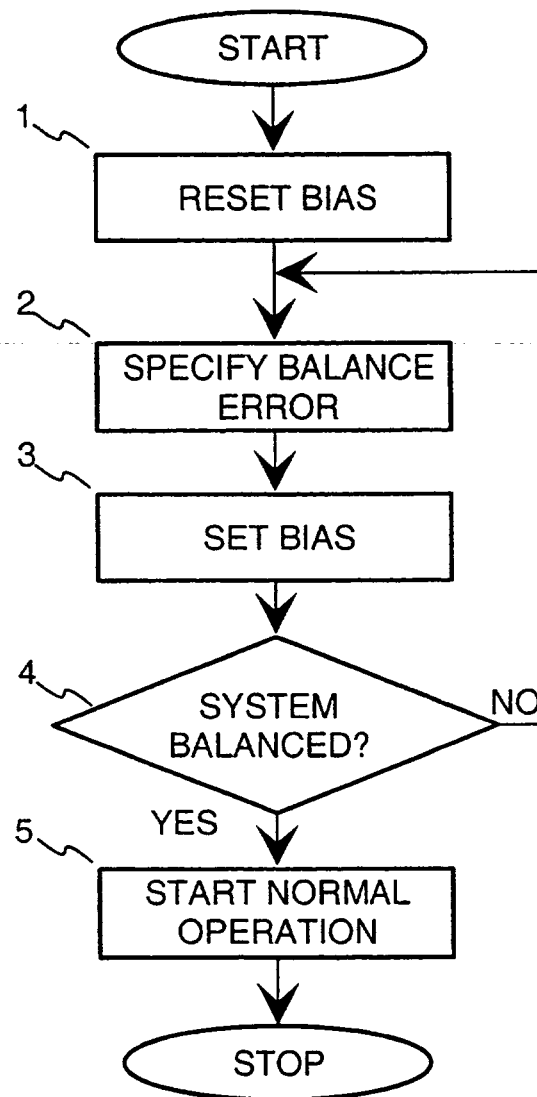 START
1
RESET BIAS
2
SPECIFY BALANCE
ERROR
3
SET BIAS
4
SYSTEM
BALANCED?
NO
YES
5
START NORMAL
OPERATION
STOP